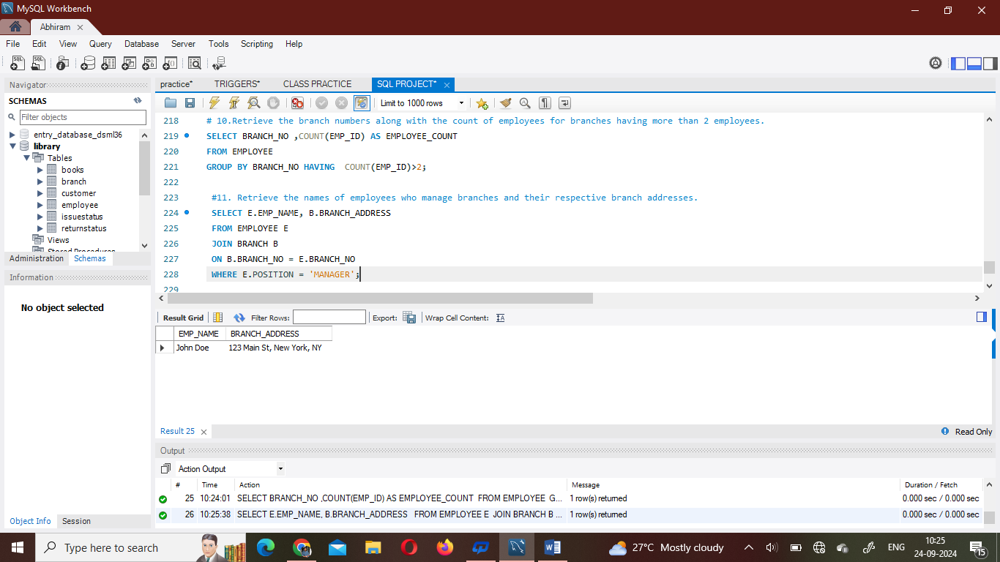 MySQL Workbench
Abhiram
File Edit View Query Database Server Tools Scripting Help
Navigator
SCHEMAS
Filter objects
entry_database_dsml36
library
Tables
books
branch
customer
employee
issuestatus
returnstatus
Views
Stored Procedures
Administration Schemas
Information
No object selected
Object Info Session
practice* TRIGGERS* CLASS PRACTICE SQL PROJECT*
Limit to 1000 rows
218 # 10.Retrieve the branch numbers along with the count of employees for branches having more than 2 employees.
219 SELECT BRANCH_NO ,COUNT(EMP_ID) AS EMPLOYEE_COUNT
220 FROM EMPLOYEE
221 GROUP BY BRANCH_NO HAVING  COUNT(EMP_ID)>2;
222
223 #11. Retrieve the names of employees who manage branches and their respective branch addresses.
224 SELECT E.EMP_NAME, B.BRANCH_ADDRESS
225 FROM EMPLOYEE E
226 JOIN BRANCH B
227 ON B.BRANCH_NO = E.BRANCH_NO
228 WHERE E.POSITION = 'MANAGER';
229
Result Grid Filter Rows: Export: Wrap Cell Content:
EMP_NAME BRANCH_ADDRESS
John Doe 123 Main St, New York, NY
Result 25 Read Only
Output
Action Output
# Time Action Message Duration / Fetch
25 10:24:01 SELECT BRANCH_NO ,COUNT(EMP_ID) AS EMPLOYEE_COUNT  FROM EMPLOYEE  G... 1 row(s) returned 0.000 sec / 0.000 sec
26 10:25:38 SELECT E.EMP_NAME, B.BRANCH_ADDRESS   FROM EMPLOYEE E  JOIN BRANCH B ... 1 row(s) returned 0.000 sec / 0.000 sec
Type here to search
27°C Mostly cloudy
ENG
10:25
24-09-2024
15